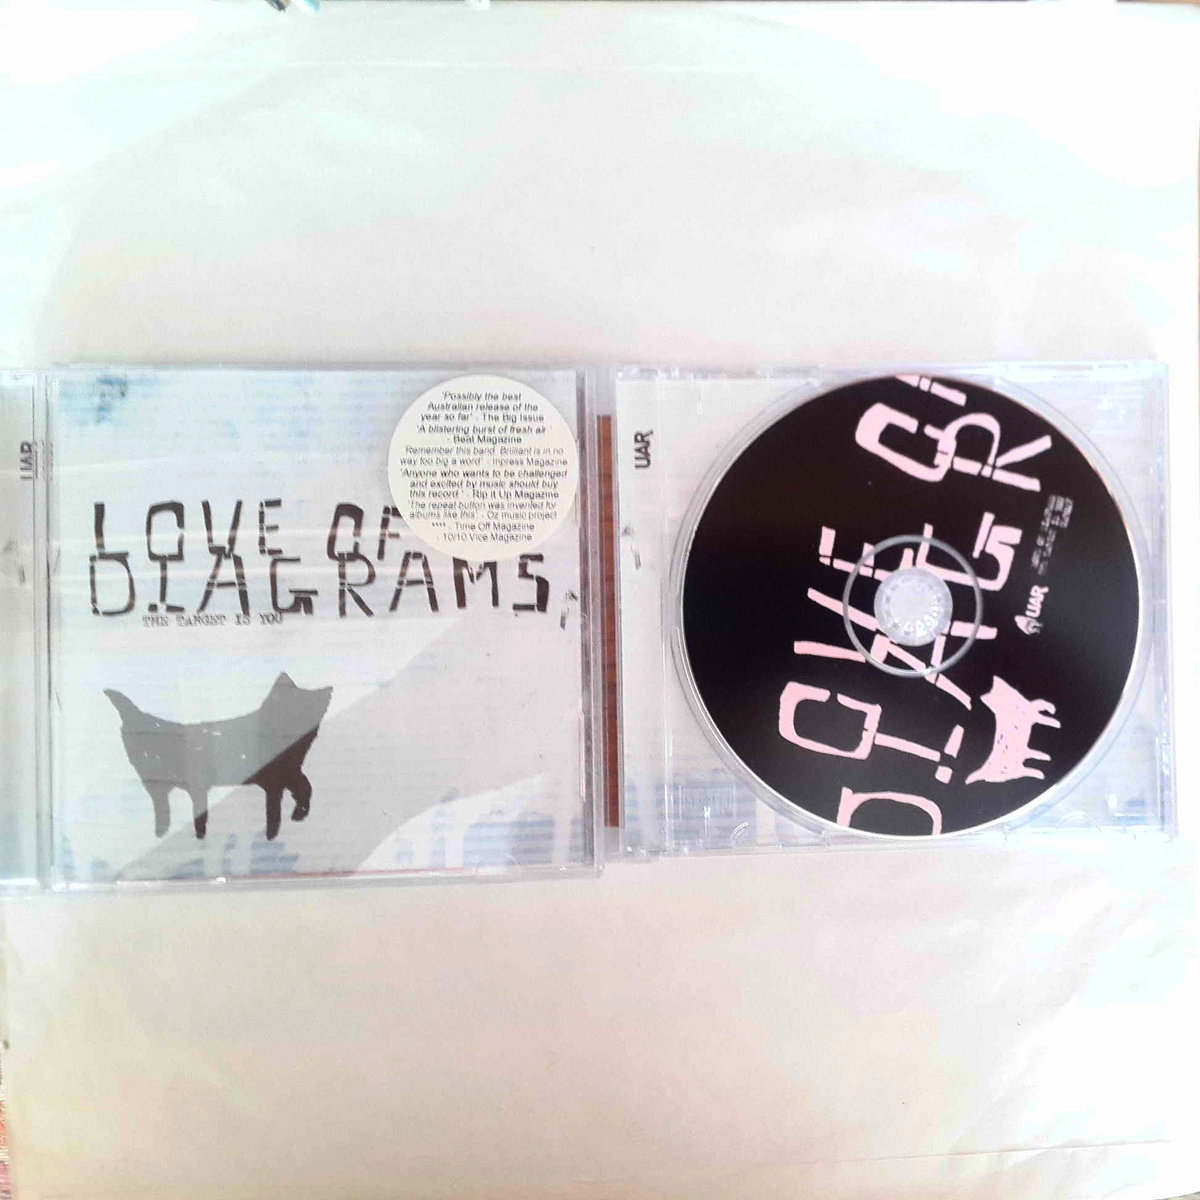 UAR
LOVE OF
DIAGRAMS
THE TARGET IS YOU
'Possibly the best
Australian release of the
year so far' - The Big Issue
'A blistering burst of fresh air '
- Beat Magazine
'Remember this band. Brilliant is in no
way too big a word' - Inpress Magazine
'Anyone who wants to be challenged
and excited by music should buy
this record ' - Rip it Up Magazine
'The repeat button was invented for
albums like this' - Oz music project
**** - Time Off Magazine
- 10/10 Vice Magazine
UAR
LOVE OF
DIAGR
UAR